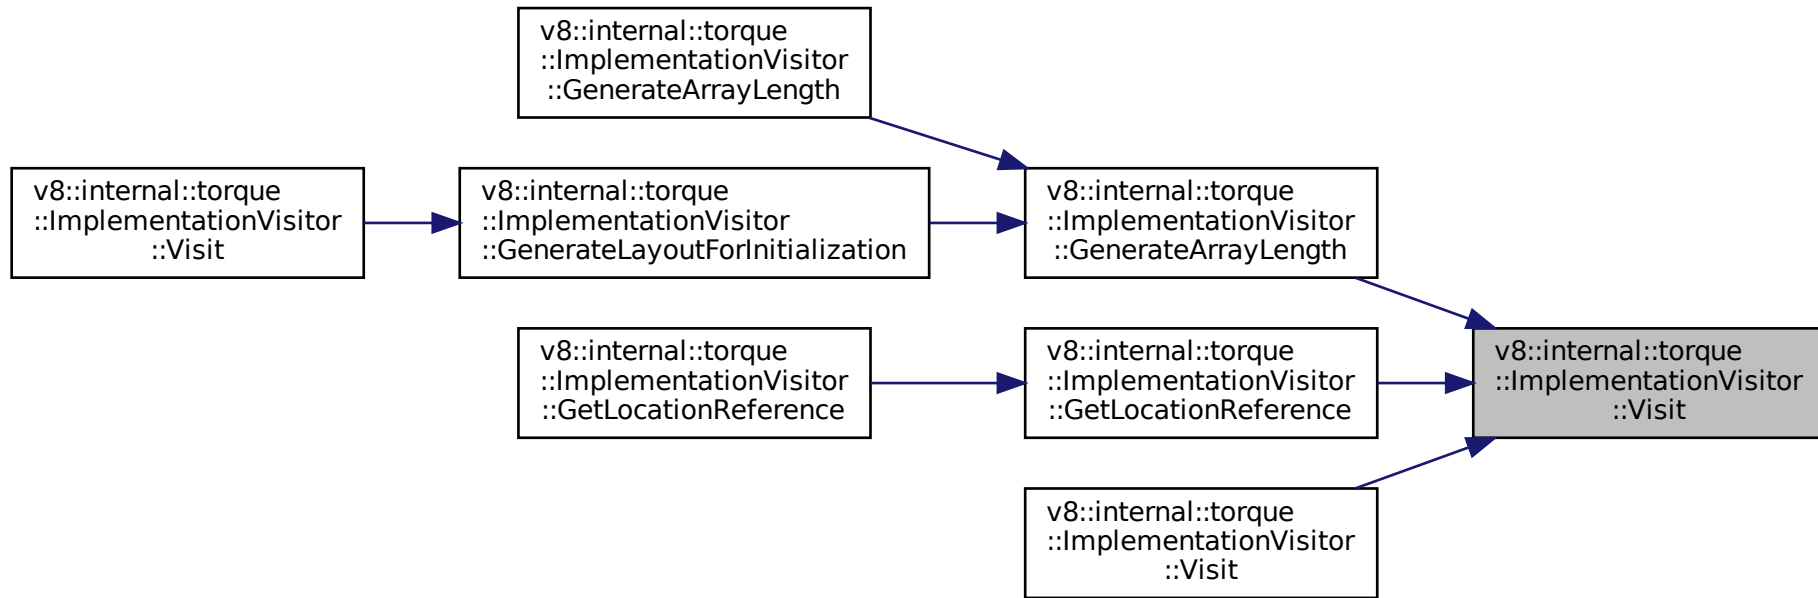 v8::internal::torque
::ImplementationVisitor
::GenerateArrayLength
v8::internal::torque
::ImplementationVisitor
::Visit
v8::internal::torque
::ImplementationVisitor
::GenerateLayoutForInitialization
v8::internal::torque
::ImplementationVisitor
::GenerateArrayLength
v8::internal::torque
::ImplementationVisitor
::GetLocationReference
v8::internal::torque
::ImplementationVisitor
::GetLocationReference
v8::internal::torque
::ImplementationVisitor
::Visit
v8::internal::torque
::ImplementationVisitor
::Visit